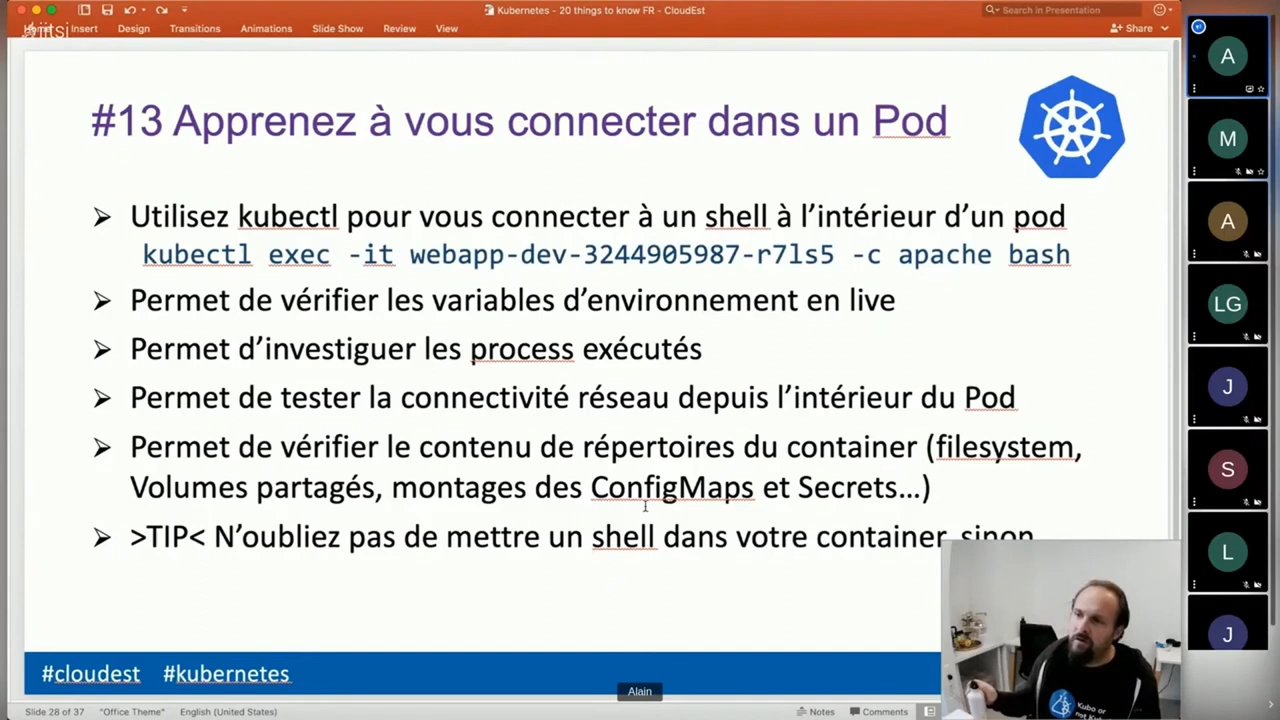 Kubernetes - 20 things to know FR - CloudEst
Search in Presentation
jitsi
Insert
Design
Transitions
Animations
Slide Show
Review
View
Share
#13 Apprenez à vous connecter dans un Pod
Utilisez kubectl pour vous connecter à un shell à l’intérieur d’un pod
kubectl exec -it webapp-dev-3244905987-r7ls5 -c apache bash
Permet de vérifier les variables d’environnement en live
Permet d’investiguer les process exécutés
Permet de tester la connectivité réseau depuis l’intérieur du Pod
Permet de vérifier le contenu de répertoires du container (filesystem,
Volumes partagés, montages des ConfigMaps et Secrets…)
>TIP< N’oubliez pas de mettre un shell dans votre container, sinon
#cloudest #kubernetes
Alain
Kube or
Slide 28 of 37
"Office Theme"
English (United States)
Notes
Comments
A
M
A
LG
J
S
L
J